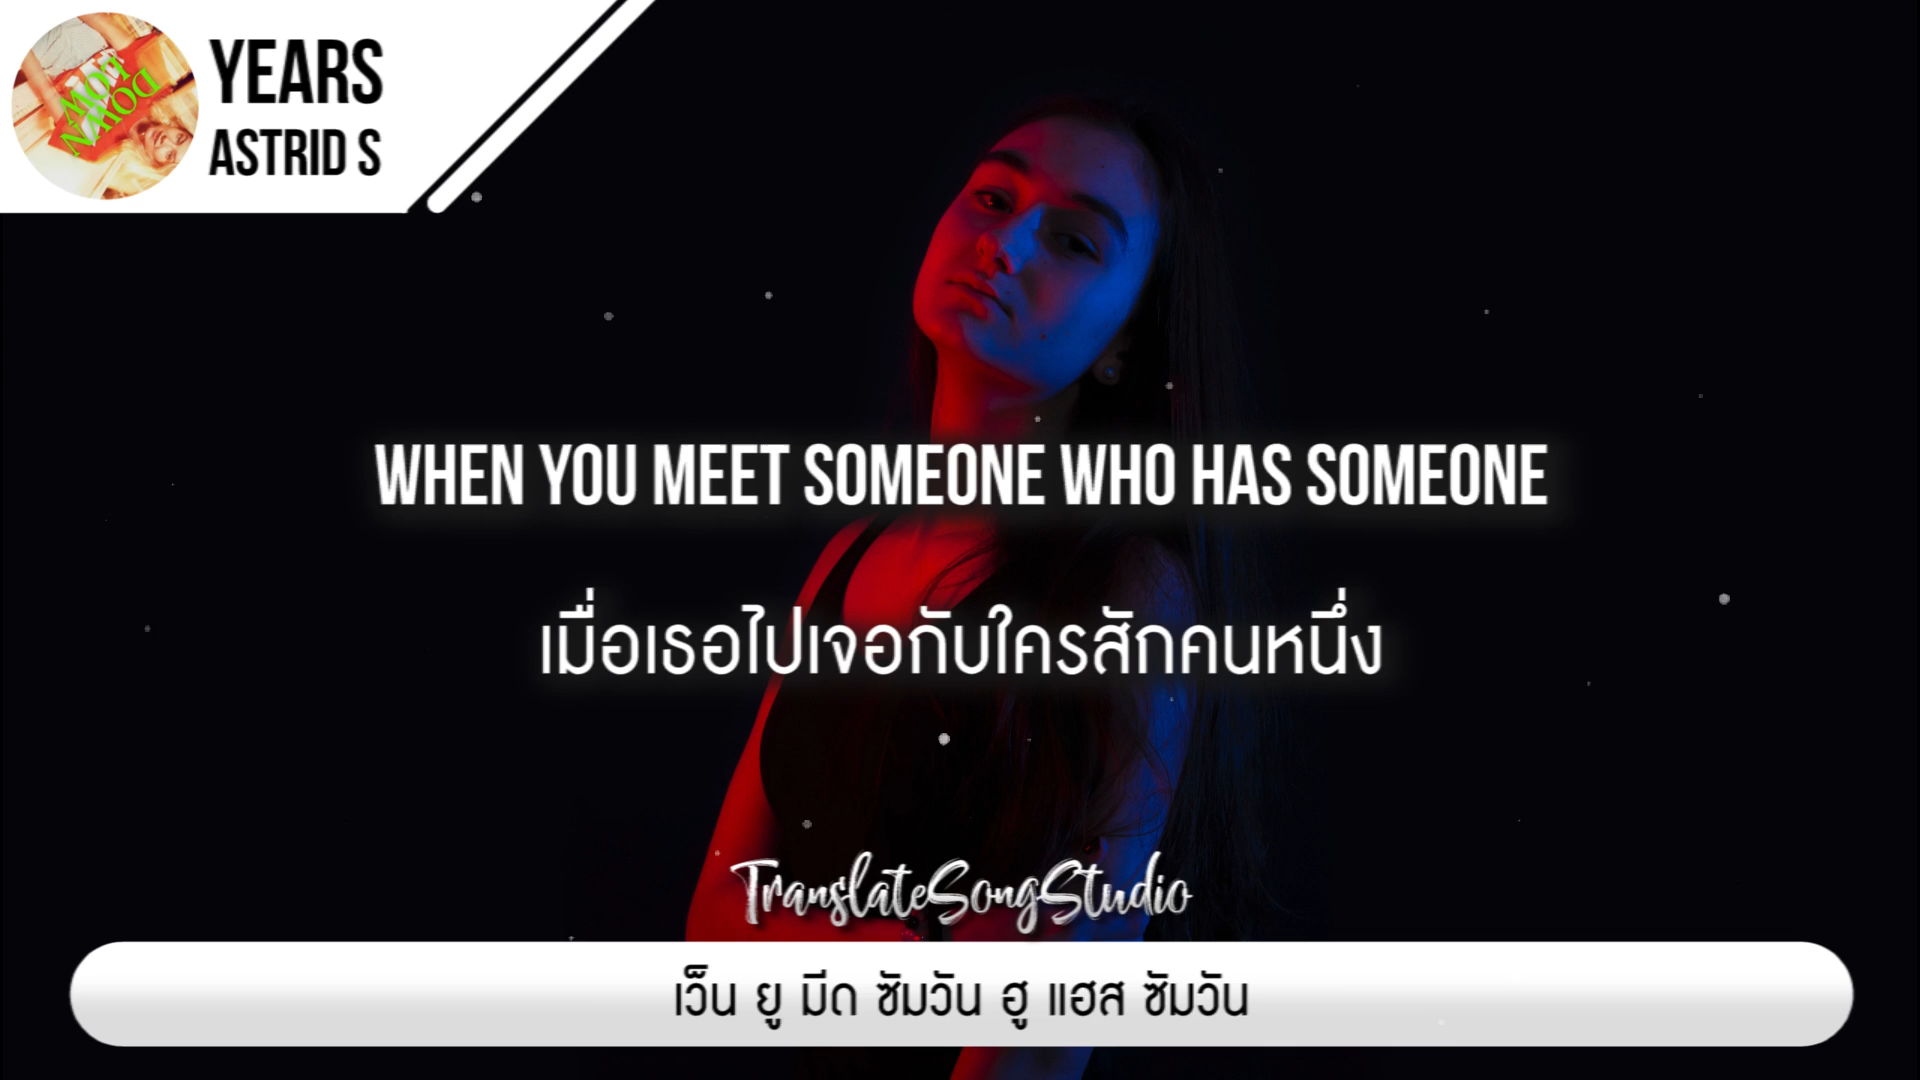 YEARS
ASTRID S
DOWN
LOW
WHEN YOU MEET SOMEONE WHO HAS SOMEONE
เมื่อเธอไปเจอกับใครสักคนหนึ่ง
TranslateSongStudio
เว็น ยู มีด ซัมวัน ฮู แฮส ซัมวัน